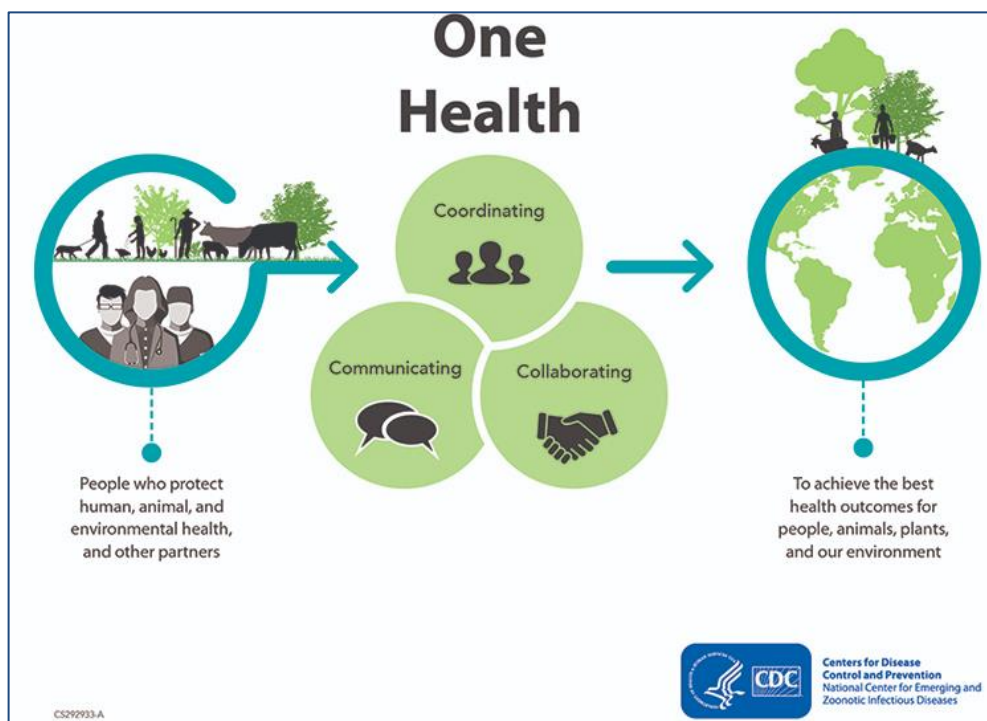 One
Health
Coordinating
Communicating
Collaborating
People who protect
human, animal, and
environmental health,
and other partners
To achieve the best
health outcomes for
people, animals, plants,
and our environment
CDC
Centers for Disease
Control and Prevention
National Center for Emerging and
Zoonotic Infectious Diseases
CS292933-A